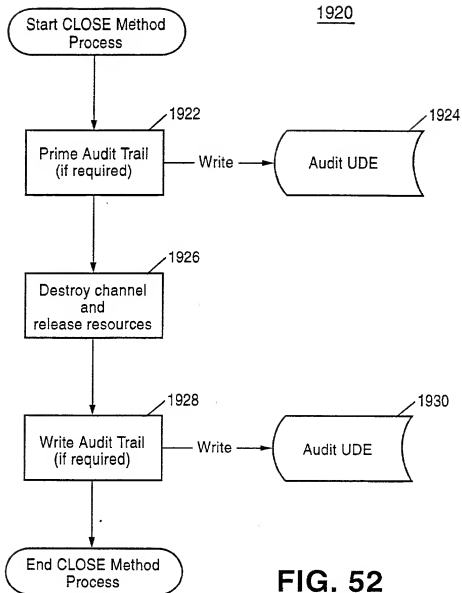 1920
Start CLOSE Method
Process
1922
1924
Prime Audit Trail
(if required)
Write
Audit UDE
1926
Destroy channel
and
release resources
1928
1930
Write Audit Trail
(if required)
Write
Audit UDE
End CLOSE Method
Process
FIG. 52